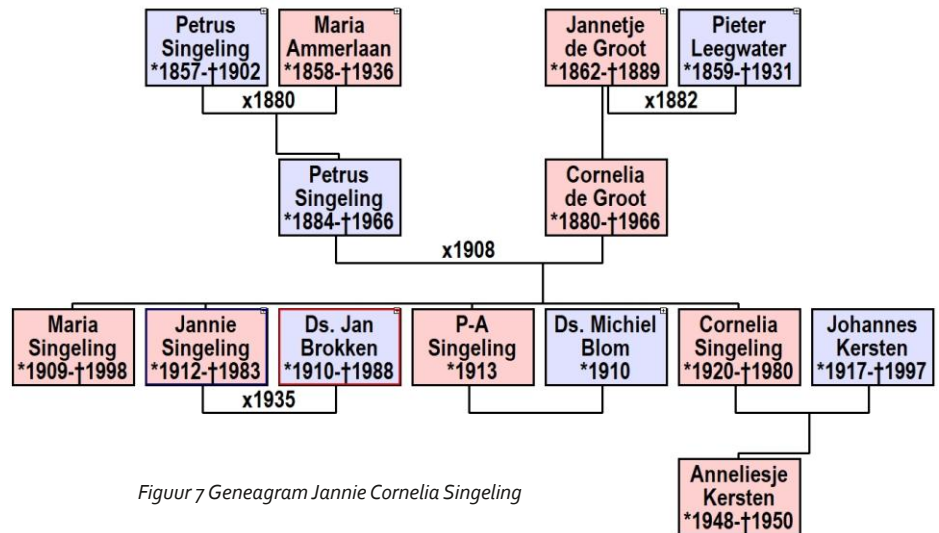 Petrus
Singeling
*1857-†1902
Maria
Ammerlaan
*1858-†1936
Jannetje
de Groot
*1862-†1889
Pieter
Leegwater
*1859-†1931
x1880
x1882
Petrus
Singeling
*1884-†1966
Cornelia
de Groot
*1880-†1966
x1908
Maria
Singeling
*1909-†1998
Jannie
Singeling
*1912-†1983
Ds. Jan
Brokken
*1910-†1988
P-A
Singeling
*1913
Ds. Michiel
Blom
*1910
Cornelia
Singeling
*1920-†1980
Johannes
Kersten
*1917-†1997
x1935
Anneliesje
Kersten
*1948-†1950
Figuur 7 Geneagram Jannie Cornelia Singeling